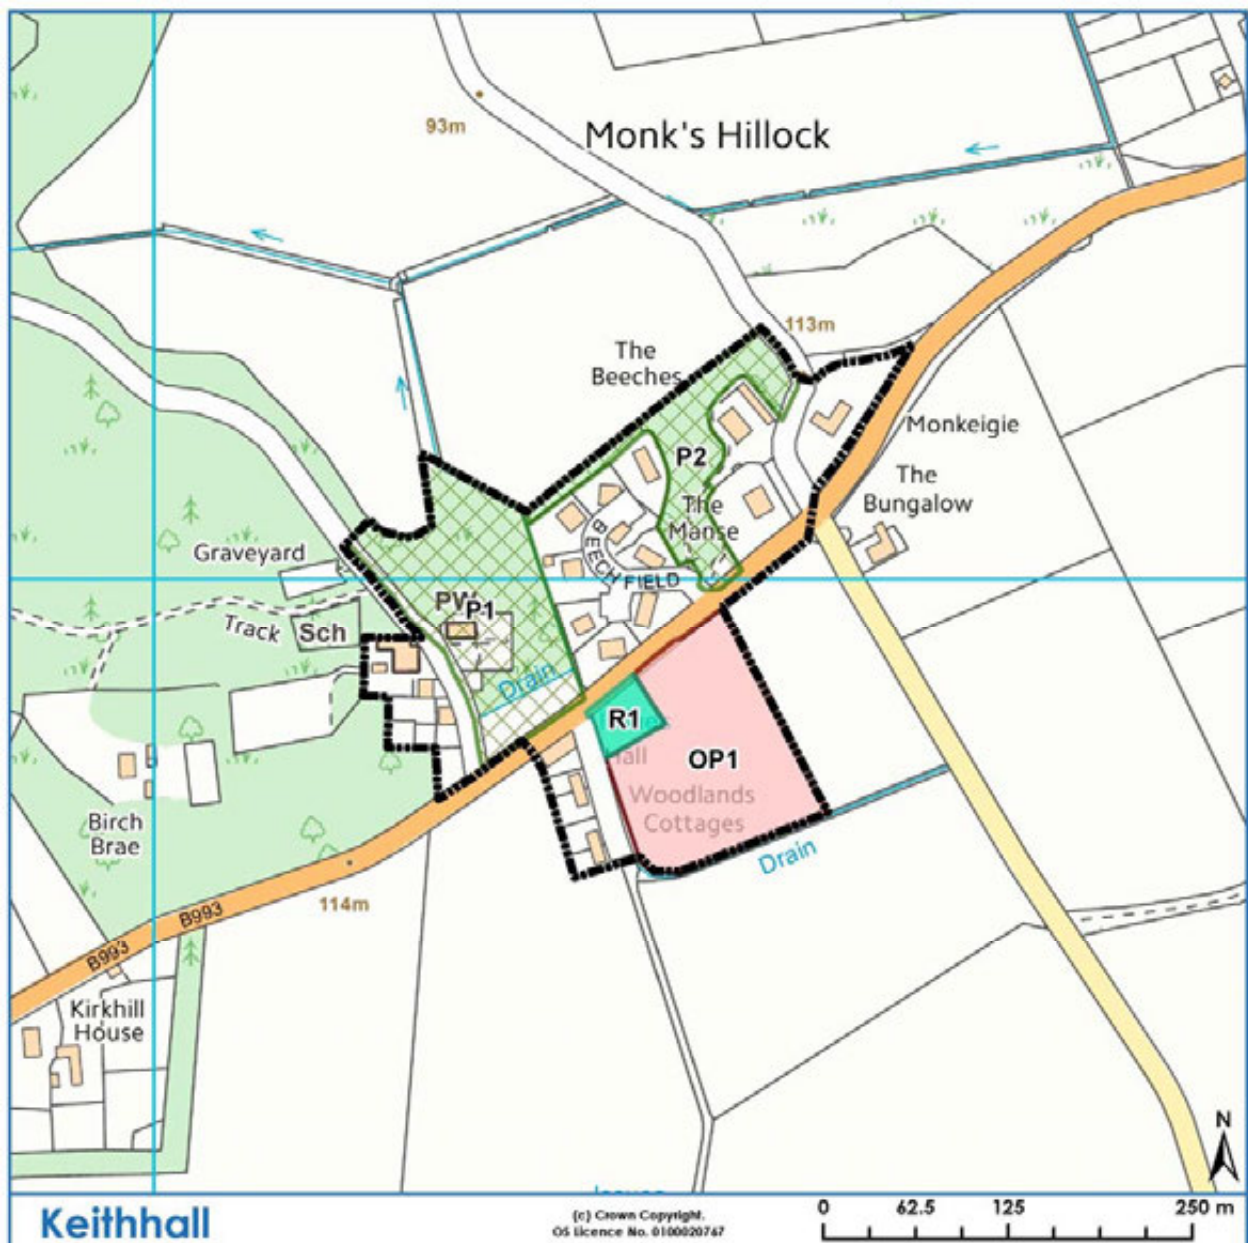 93m
Monk's Hillock
113m
The
Beeches
Monkeigie
P2
The
Bungalow
The
Manse
BEECH FIELD
Graveyard
P1
Track
Sch
Drain
R1
OP1
Woodlands
Cottages
Birch
Brae
Drain
114m
B993
B993
Kirkhill
House
N
Keithhall
(c) Crown Copyright.
OS Licence No. 0100020767
0 62.5 125 250 m